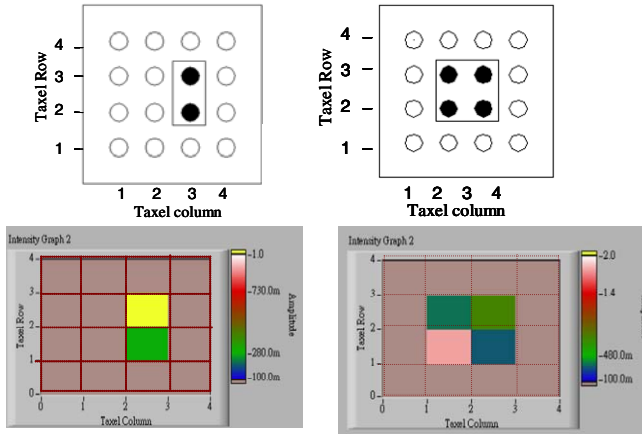 Taxel Row
4
3
2
1
1 2 3 4
Taxel column
Taxel Row
4
3
2
1
1 2 3 4
Taxel column
Intensity Graph 2
Taxel Row
4
3
2
1
0
0 1 2 3 4
Taxel Column
-1.0
-730.0m
-280.0m
-100.0m
Amplitude
Intensity Graph 2
Taxel Row
4
3
2
1
0
0 1 2 3 4
Taxel Column
-2.0
-1.4
-460.0m
-100.0m